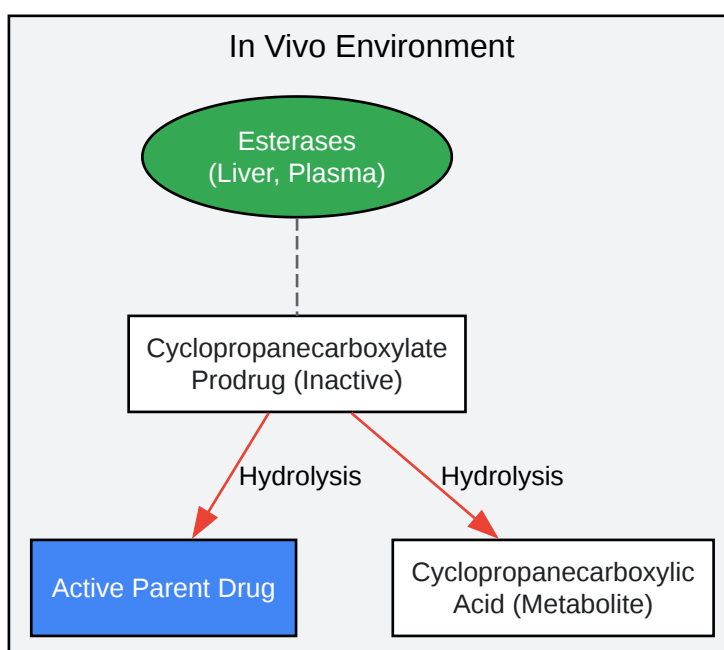 In Vivo Environment
Esterases
(Liver, Plasma)
Cyclopropanecarboxylate
Prodrug (Inactive)
Hydrolysis
Hydrolysis
Active Parent Drug
Cyclopropanecarboxylic
Acid (Metabolite)